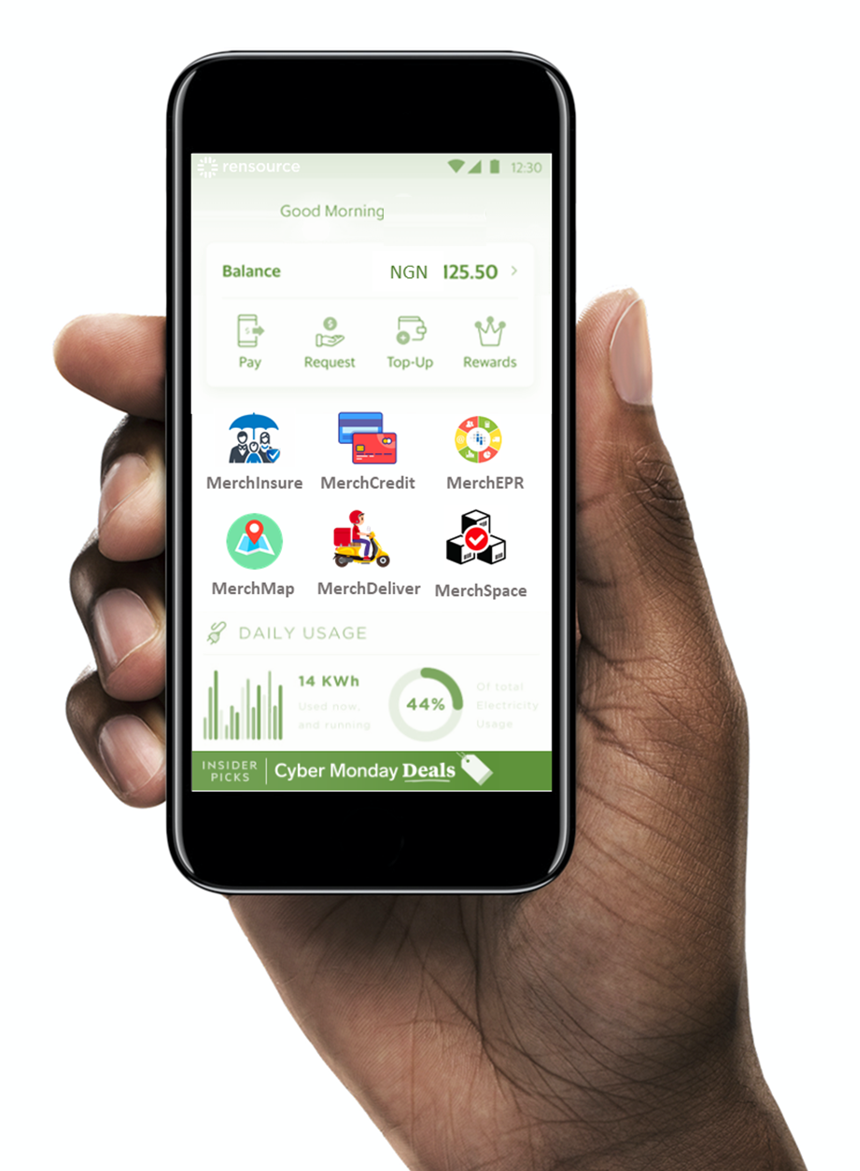 rensource 12:30
Good Morning
Balance NGN 125.50 >
Pay Request Top-Up Rewards
MerchInsure MerchCredit MerchEPR
MerchMap MerchDeliver MerchSpace
DAILY USAGE
14 KWh
Used now,
and running
44%
Of total
Electricity
Usage
INSIDER
PICKS
Cyber Monday Deals